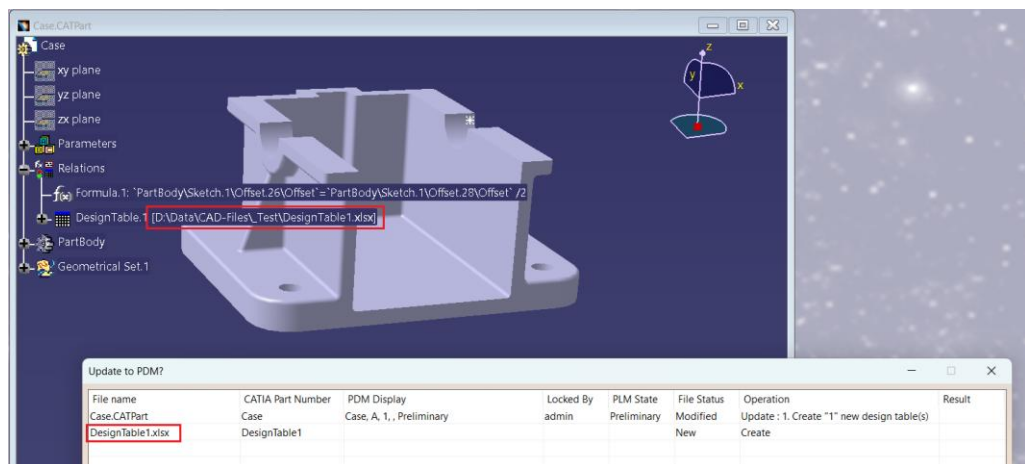 Case.CATPart
Case
xy plane
yz plane
zx plane
Parameters
Relations
Formula.1: `PartBody\Sketch.1\Offset.26\Offset`=`PartBody\Sketch.1\Offset.28\Offset` /2
DesignTable.1 [D:\Data\CAD-Files\_Test\DesignTable1.xlsx]
PartBody
Geometrical Set.1
z
y
x
Update to PDM?
File name CATIA Part Number PDM Display Locked By PLM State File Status Operation Result
Case.CATPart Case Case, A, 1, , Preliminary admin Preliminary Modified Update : 1. Create "1" new design table(s)
DesignTable1.xlsx DesignTable1 New Create